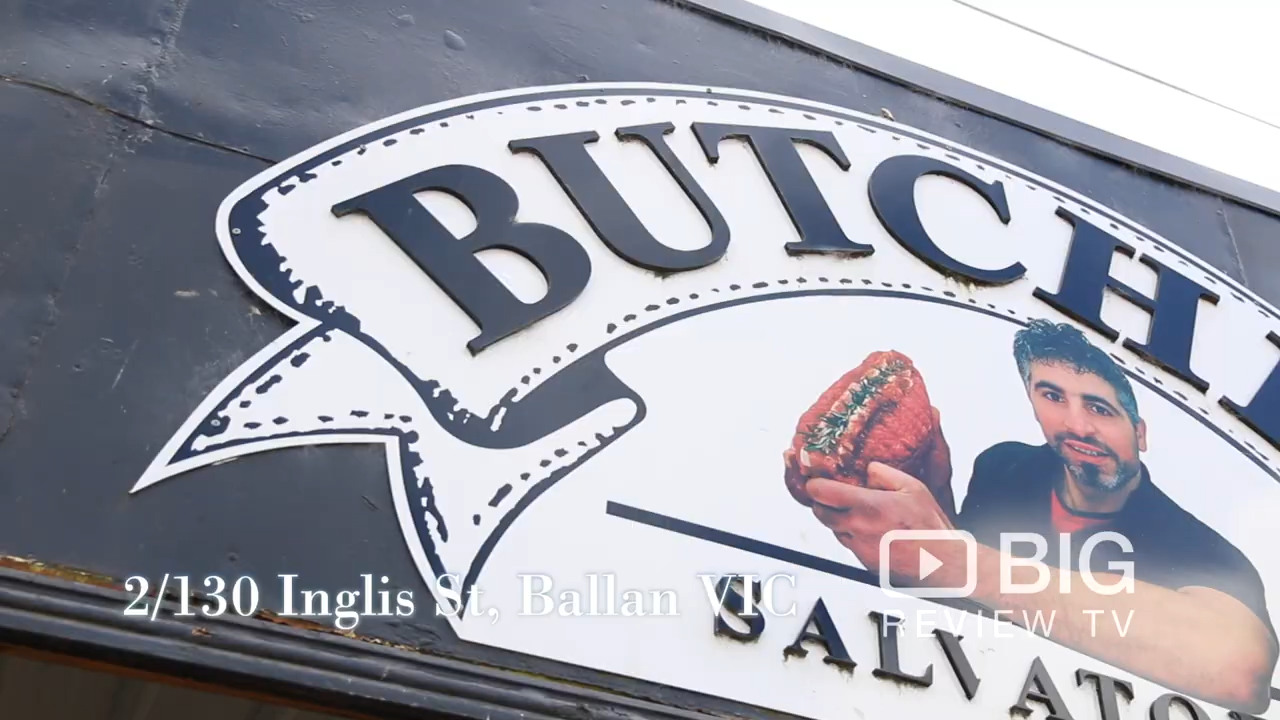 BUTCH
SALVATO
2/130 Inglis St, Ballan VIC
BIG
REVIEW TV